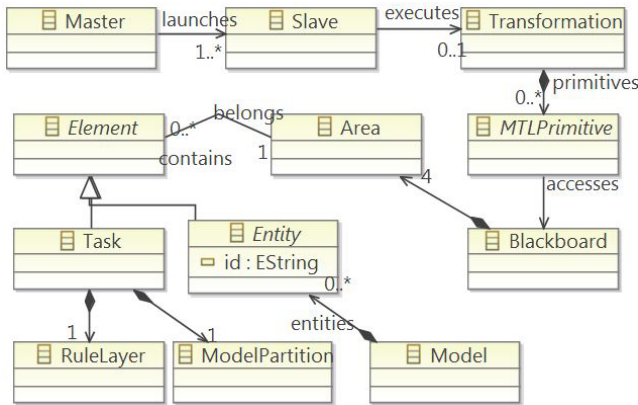 Master
launches
1..*
Slave
executes
0..1
Transformation
primitives
0..*
Element
0..*
belongs
contains
1
Area
MTLPrimitive
4
accesses
Task
Entity
id : EString
Blackboard
0..*
entities
1
1
RuleLayer
ModelPartition
Model